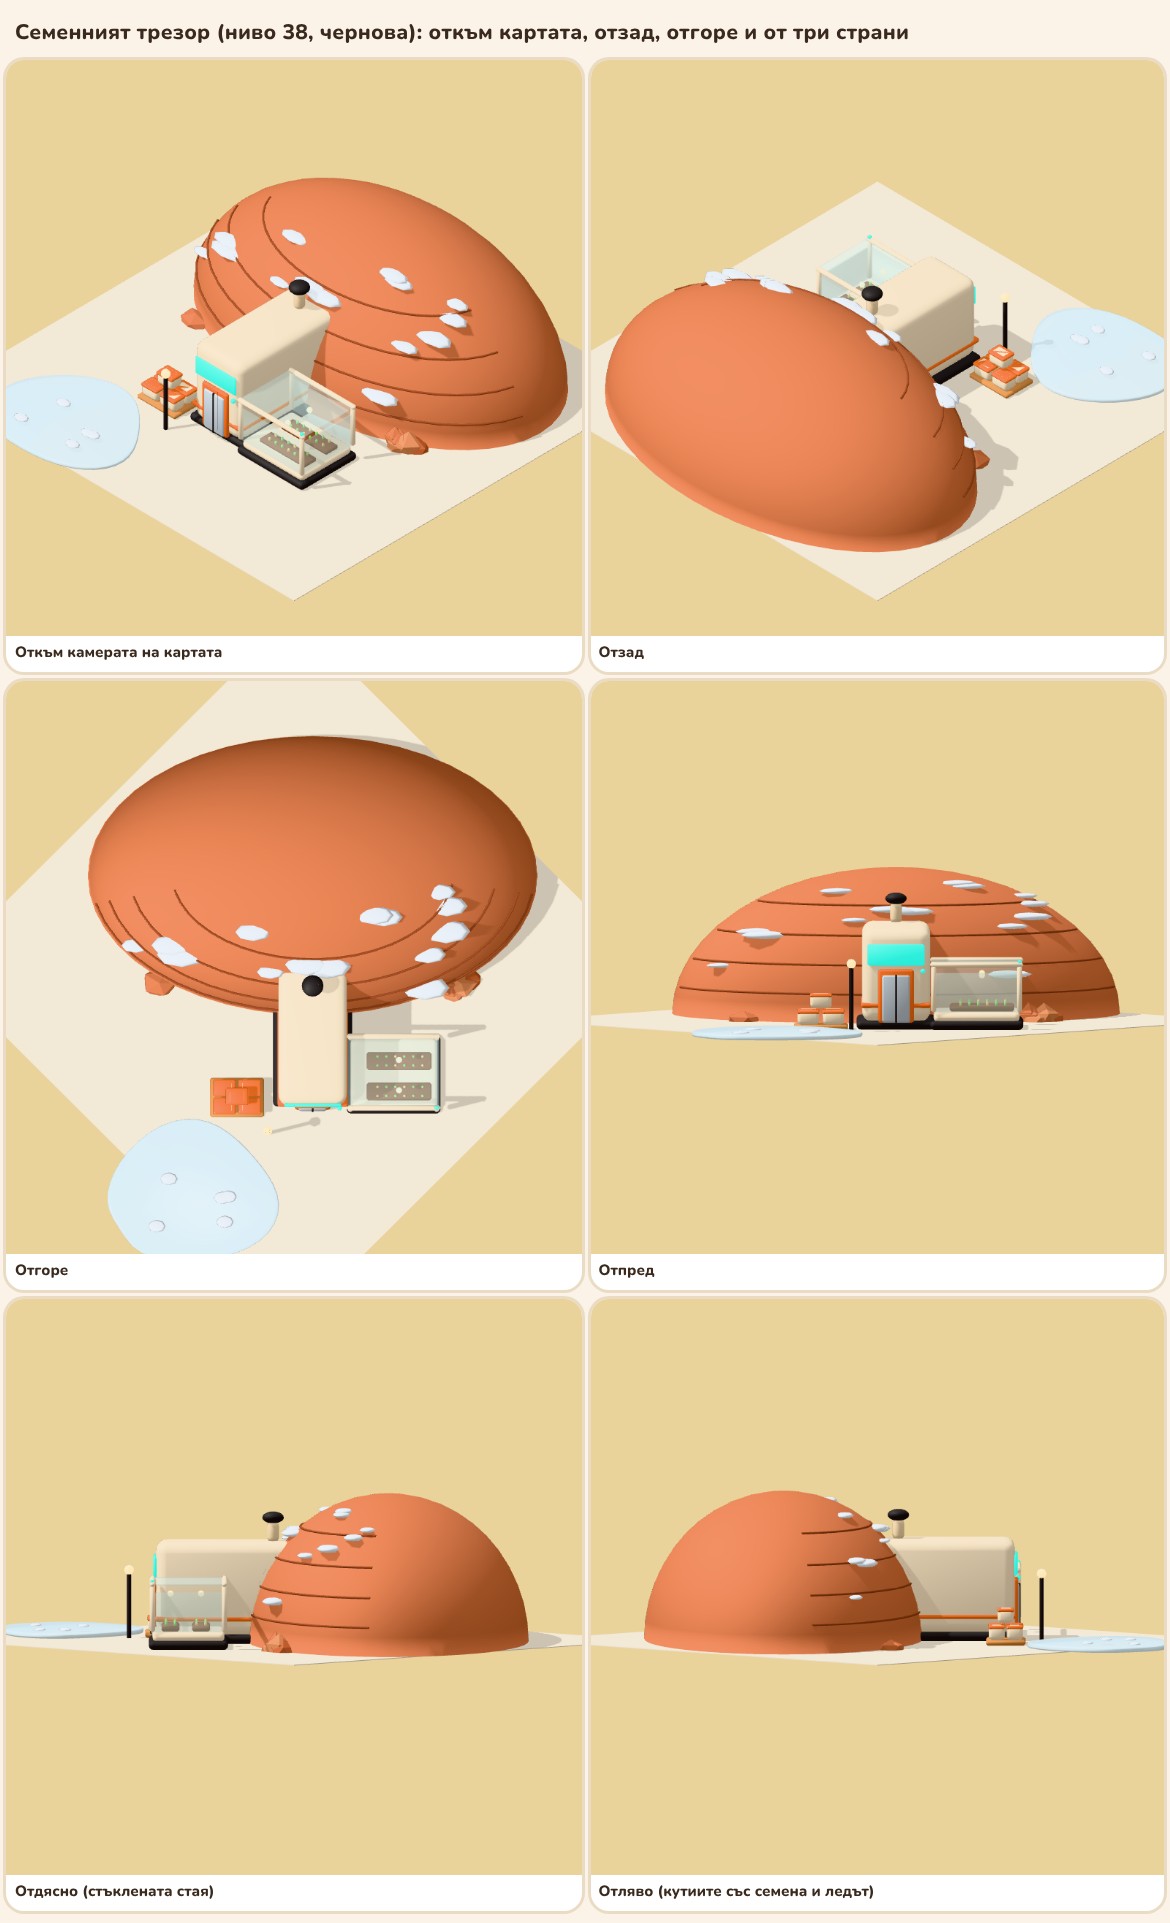 Семенният трезор (ниво 38, чернова): откъм картата, отзад, отгоре и от три страни
Откъм камерата на картата
Отзад
Отгоре
Отпред
Отдясно (стъклената стая)
Отляво (кутиите със семена и ледът)